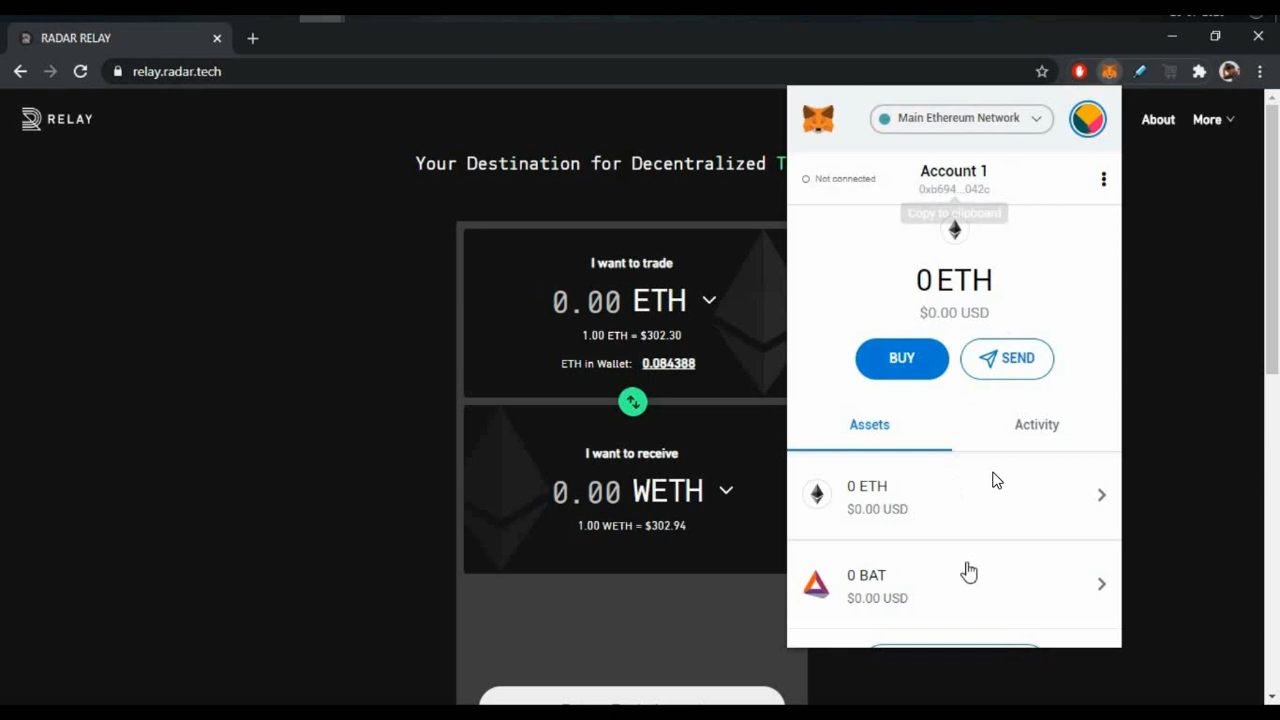 RADAR RELAY
relay.radar.tech
RELAY
About
More
Your Destination for Decentralized T
I want to trade
0.00 ETH
1.00 ETH = $302.30
ETH in Wallet: 0.084388
I want to receive
0.00 WETH
1.00 WETH = $302.94
Main Ethereum Network
Not connected
Account 1
0xb694...042c
Copy to clipboard
0 ETH
$0.00 USD
BUY
SEND
Assets
Activity
0 ETH
$0.00 USD
0 BAT
$0.00 USD